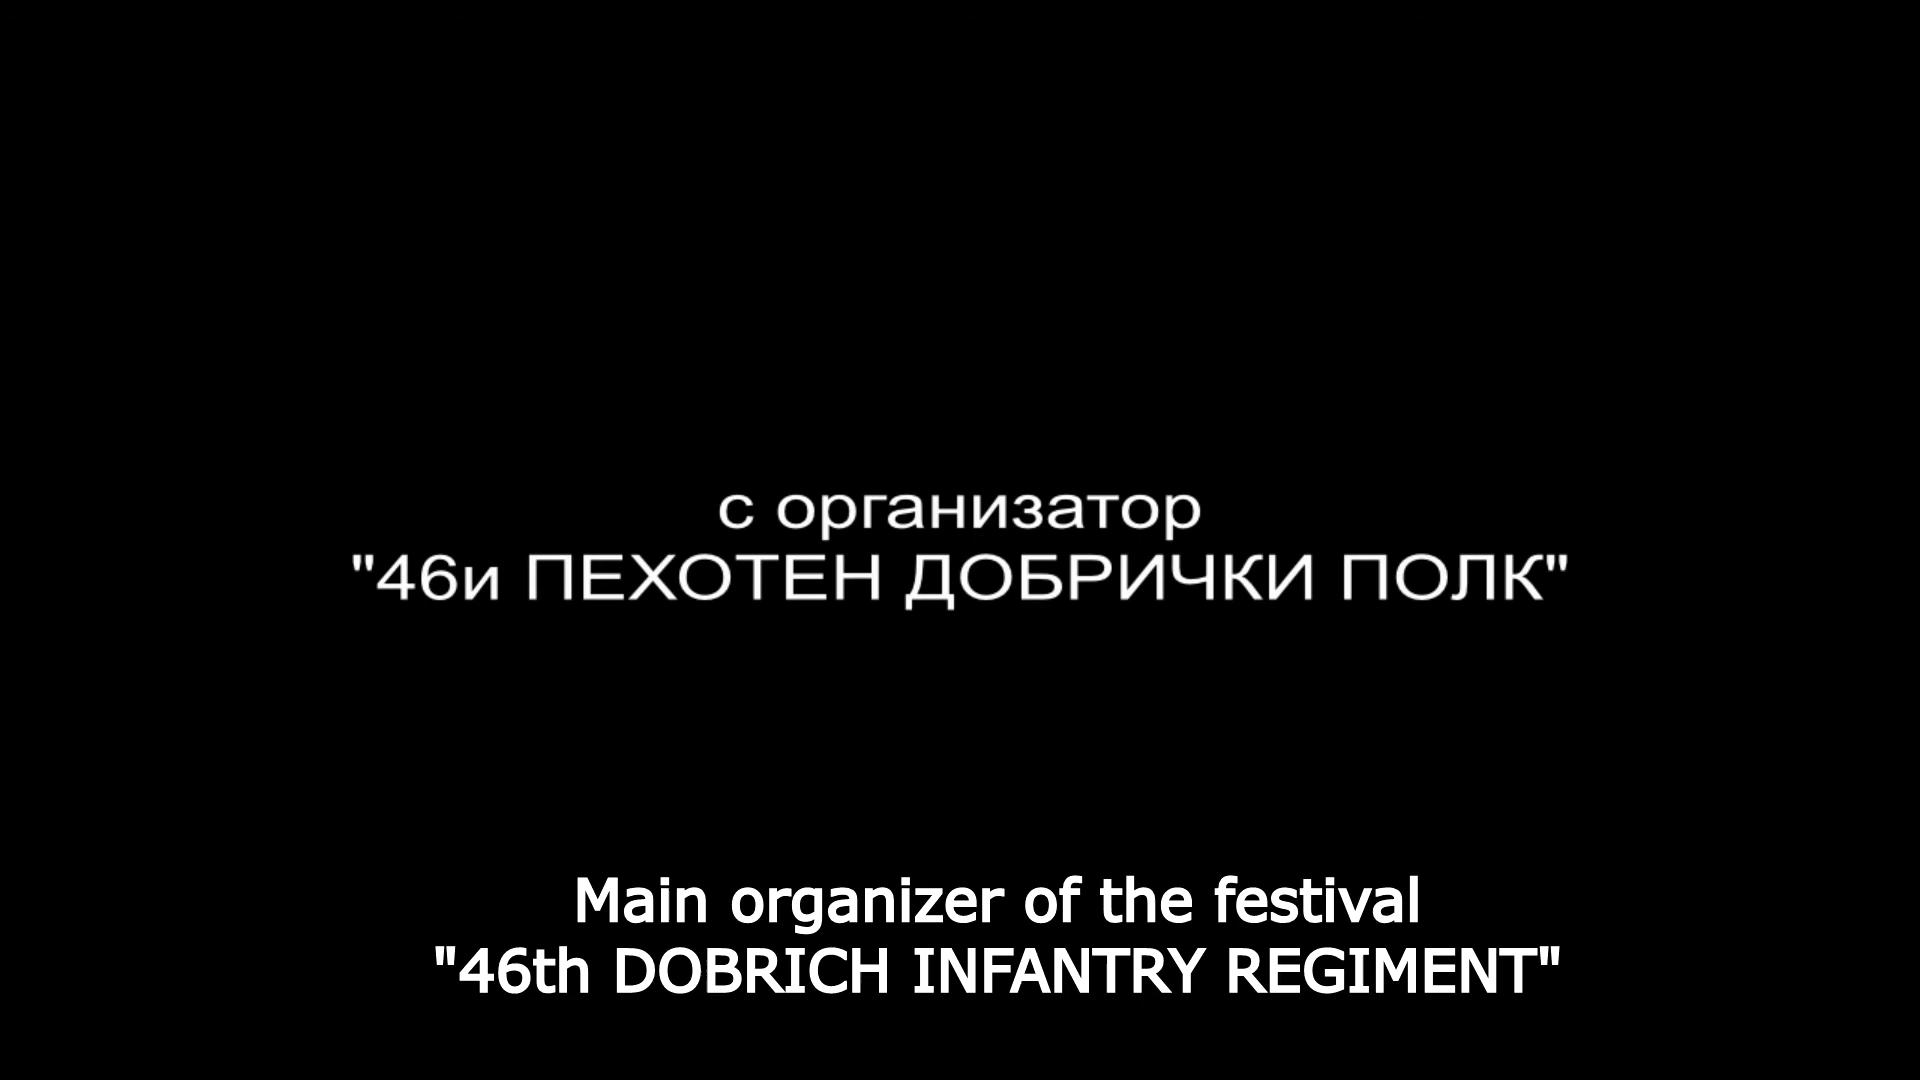 с организатор
"46и ПЕХОТЕН ДОБРИЧКИ ПОЛК"
Main organizer of the festival
"46th DOBRICH INFANTRY REGIMENT"